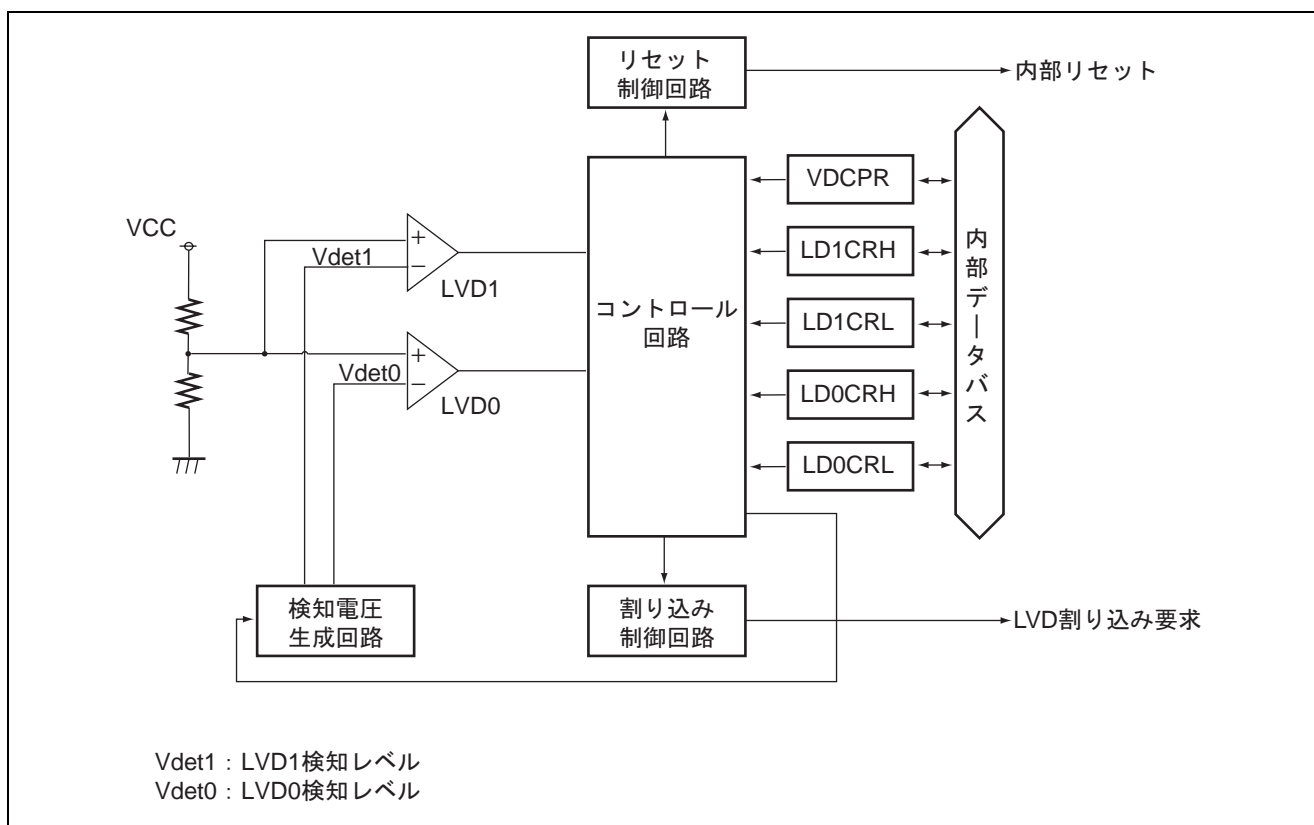 リセット
制御回路
内部リセット
VDCPR
VCC
+
Vdet1
−
LVD1
LD1CRH
内部データバス
コントロール
回路
LD1CRL
+
Vdet0
−
LVD0
LD0CRH
LD0CRL
検知電圧
生成回路
割り込み
制御回路
LVD割り込み要求
Vdet1：LVD1検知レベル
Vdet0：LVD0検知レベル